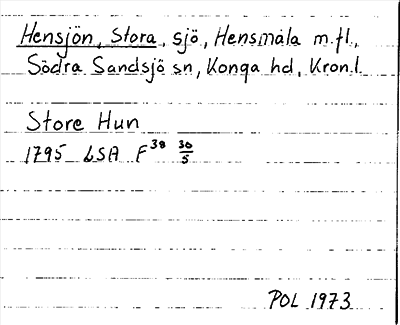 Hensjön, Stora, sjö, Hensmåla m.fl.,
Södra Sandsjö sn, Konga hd, Kron.l.
Store Hun
1795 LSA F 38 30/5
POL 1973